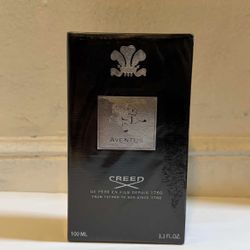 AVENTUS
CREED
DE PÈRE EN FILS DEPUIS 1760
FROM FATHER TO SON SINCE 1760
100 ML
3.3 FL.OZ.